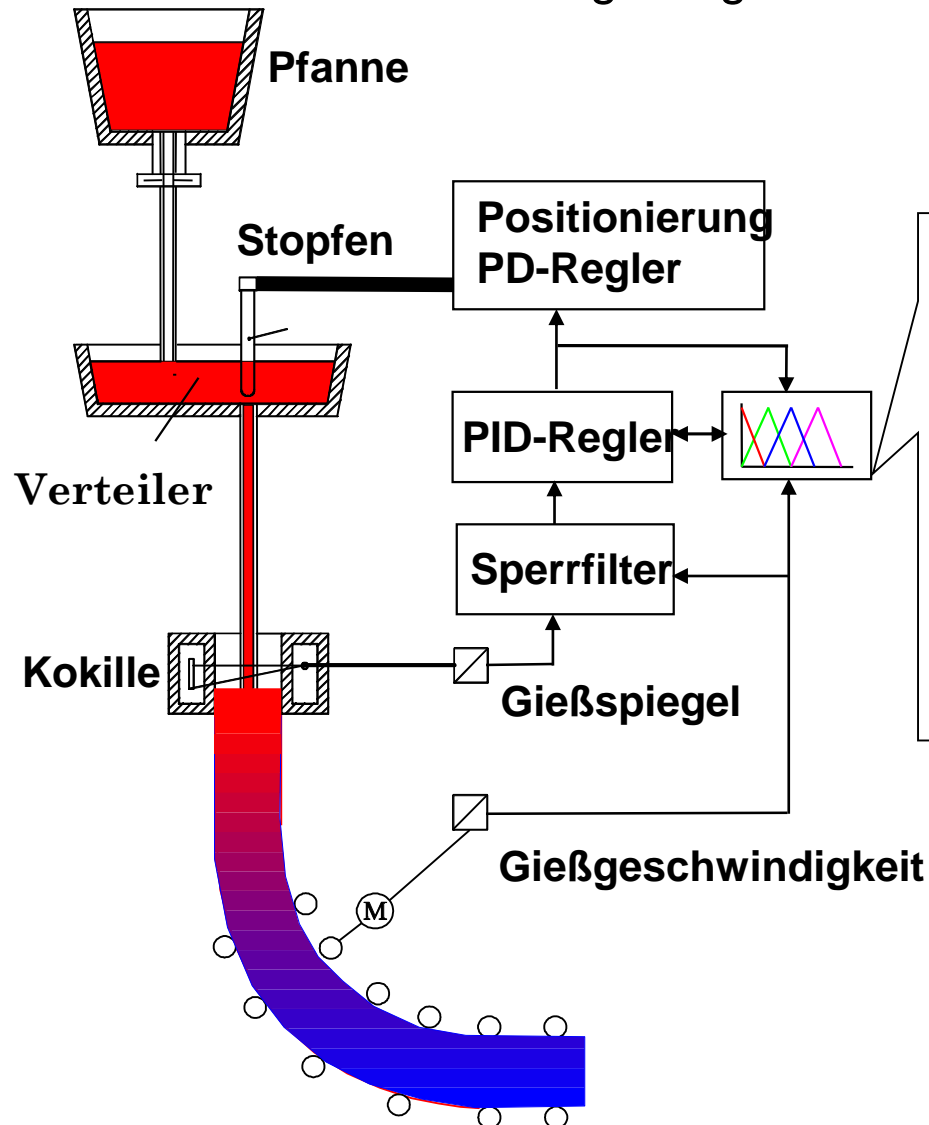 Pfanne
Stopfen
Positionierung
PD-Regler
PID-Regler
Verteiler
Sperrfilter
Kokille
Gießspiegel
Gießgeschwindigkeit
M